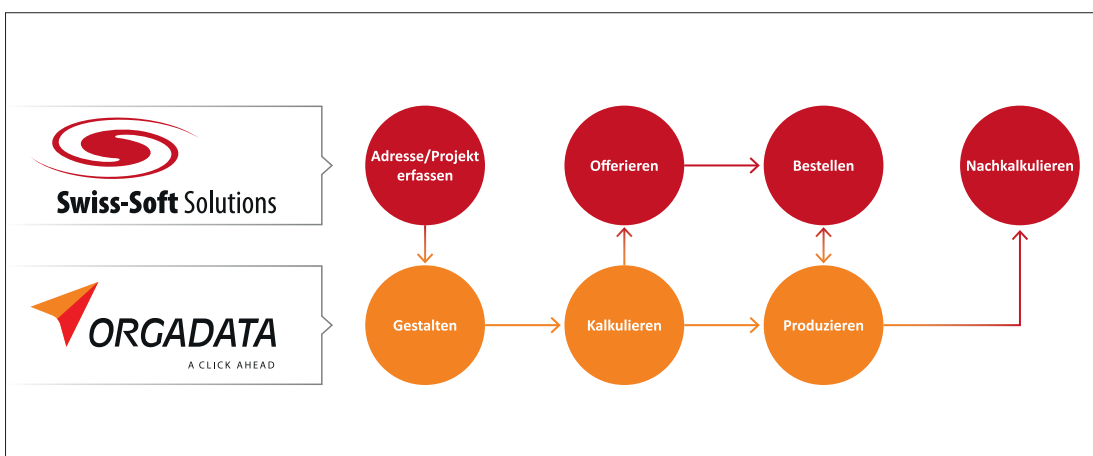 Swiss-Soft Solutions
Adresse/Projekt
erfassen
Offerieren
Bestellen
Nachkalkulieren
ORGADATA
A CLICK AHEAD
Gestalten
Kalkulieren
Produzieren